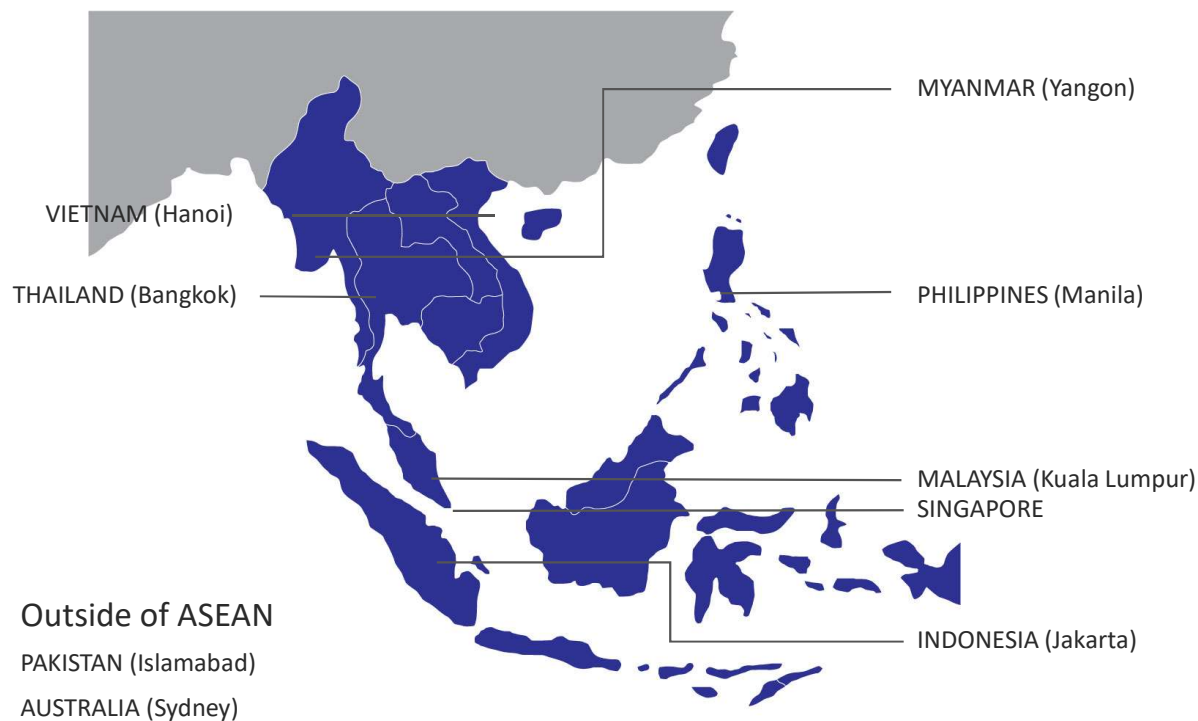 MYANMAR (Yangon)
VIETNAM (Hanoi)
THAILAND (Bangkok)
PHILIPPINES (Manila)
MALAYSIA (Kuala Lumpur)
SINGAPORE
INDONESIA (Jakarta)
Outside of ASEAN
PAKISTAN (Islamabad)
AUSTRALIA (Sydney)